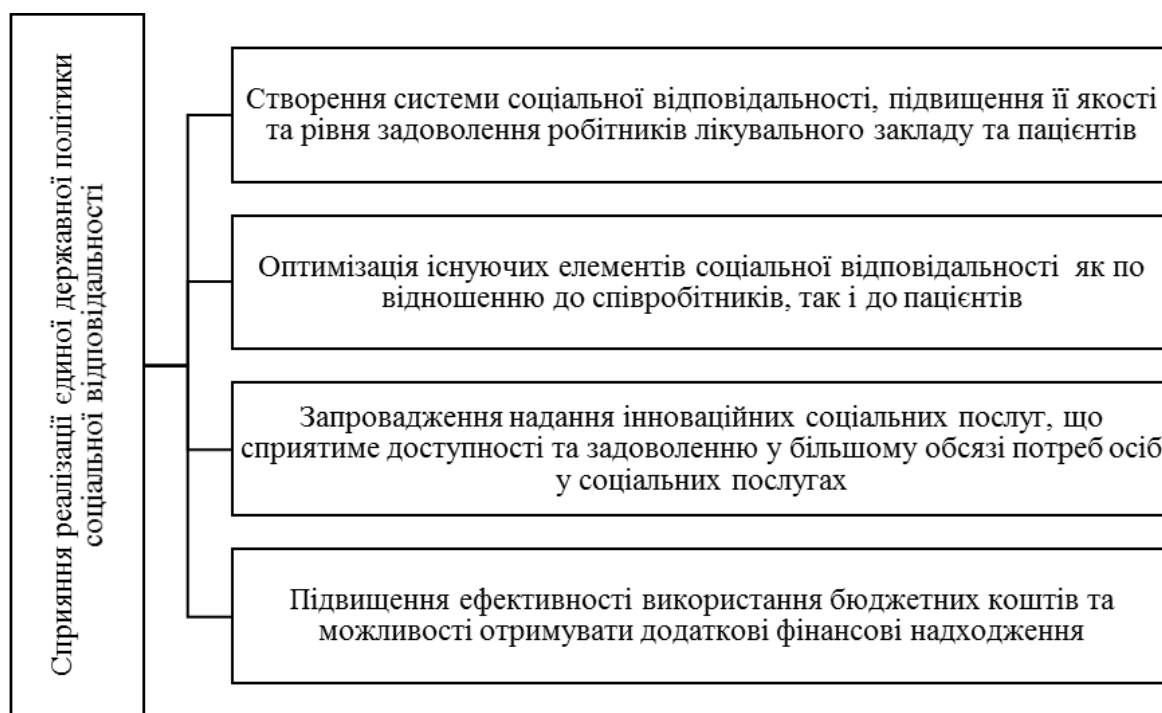 Сприяння реалізації єдиної державної політики
соціальної відповідальності
Створення системи соціальної відповідальності, підвищення її якості
та рівня задоволення робітників лікувального закладу та пацієнтів
Оптимізація існуючих елементів соціальної відповідальності як по
відношенню до співробітників, так і до пацієнтів
Запровадження надання інноваційних соціальних послуг, що
сприятиме доступності та задоволенню у більшому обсязі потреб осіб
у соціальних послугах
Підвищення ефективності використання бюджетних коштів та
можливості отримувати додаткові фінансові надходження